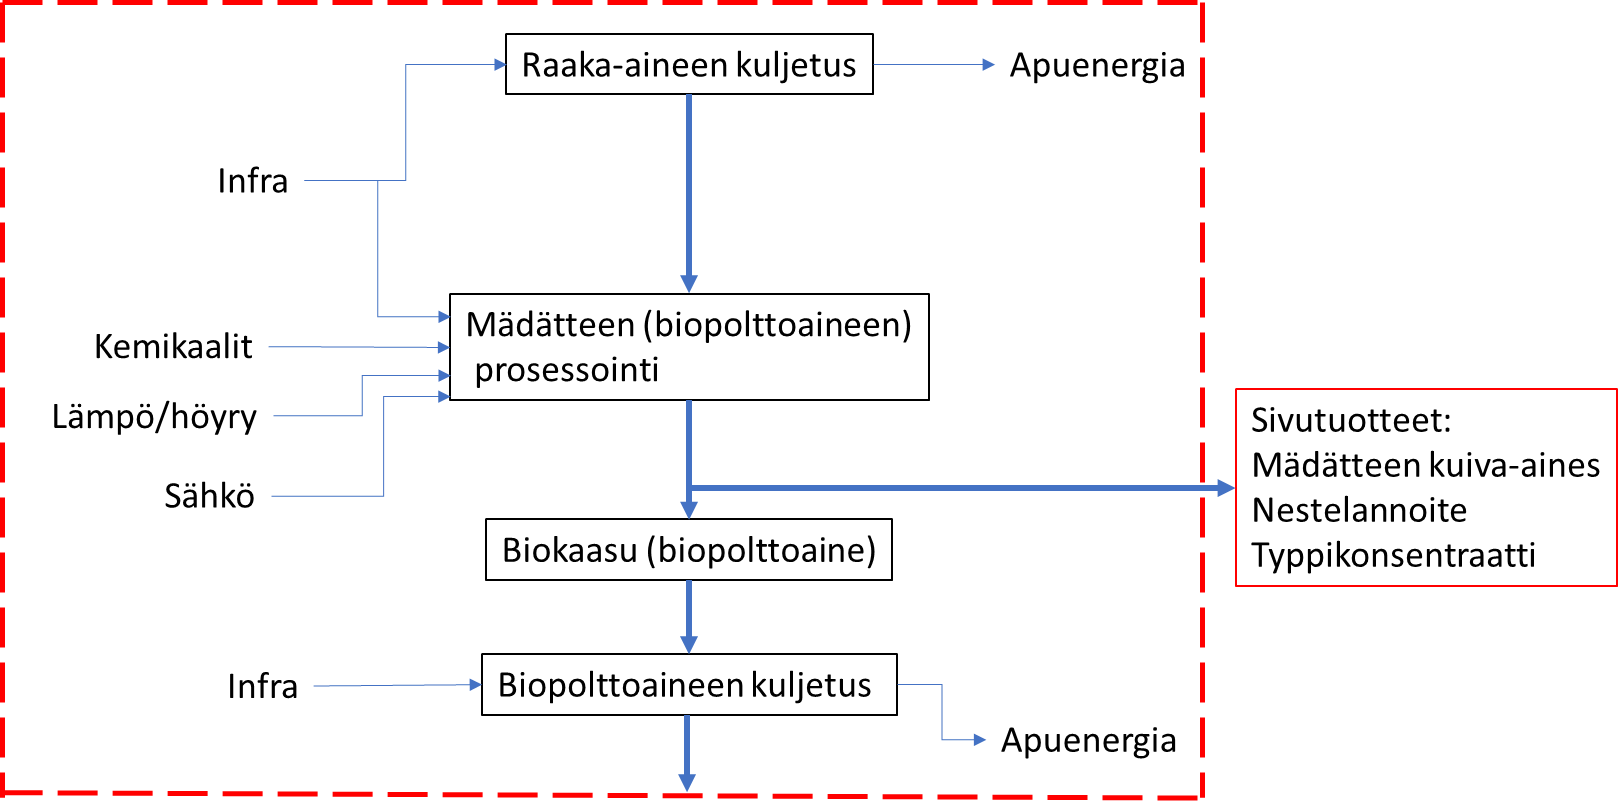 Raaka-aineen kuljetus
Apuenergia
Infra
Mädätteen (biopolttoaineen)
prosessointi
Kemikaalit
Lämpö/höyry
Sähkö
Sivutuotteet:
Mädätteen kuiva-aines
Nestelannoite
Typpikonsentraatti
Biokaasu (biopolttoaine)
Infra
Biopolttoaineen kuljetus
Apuenergia